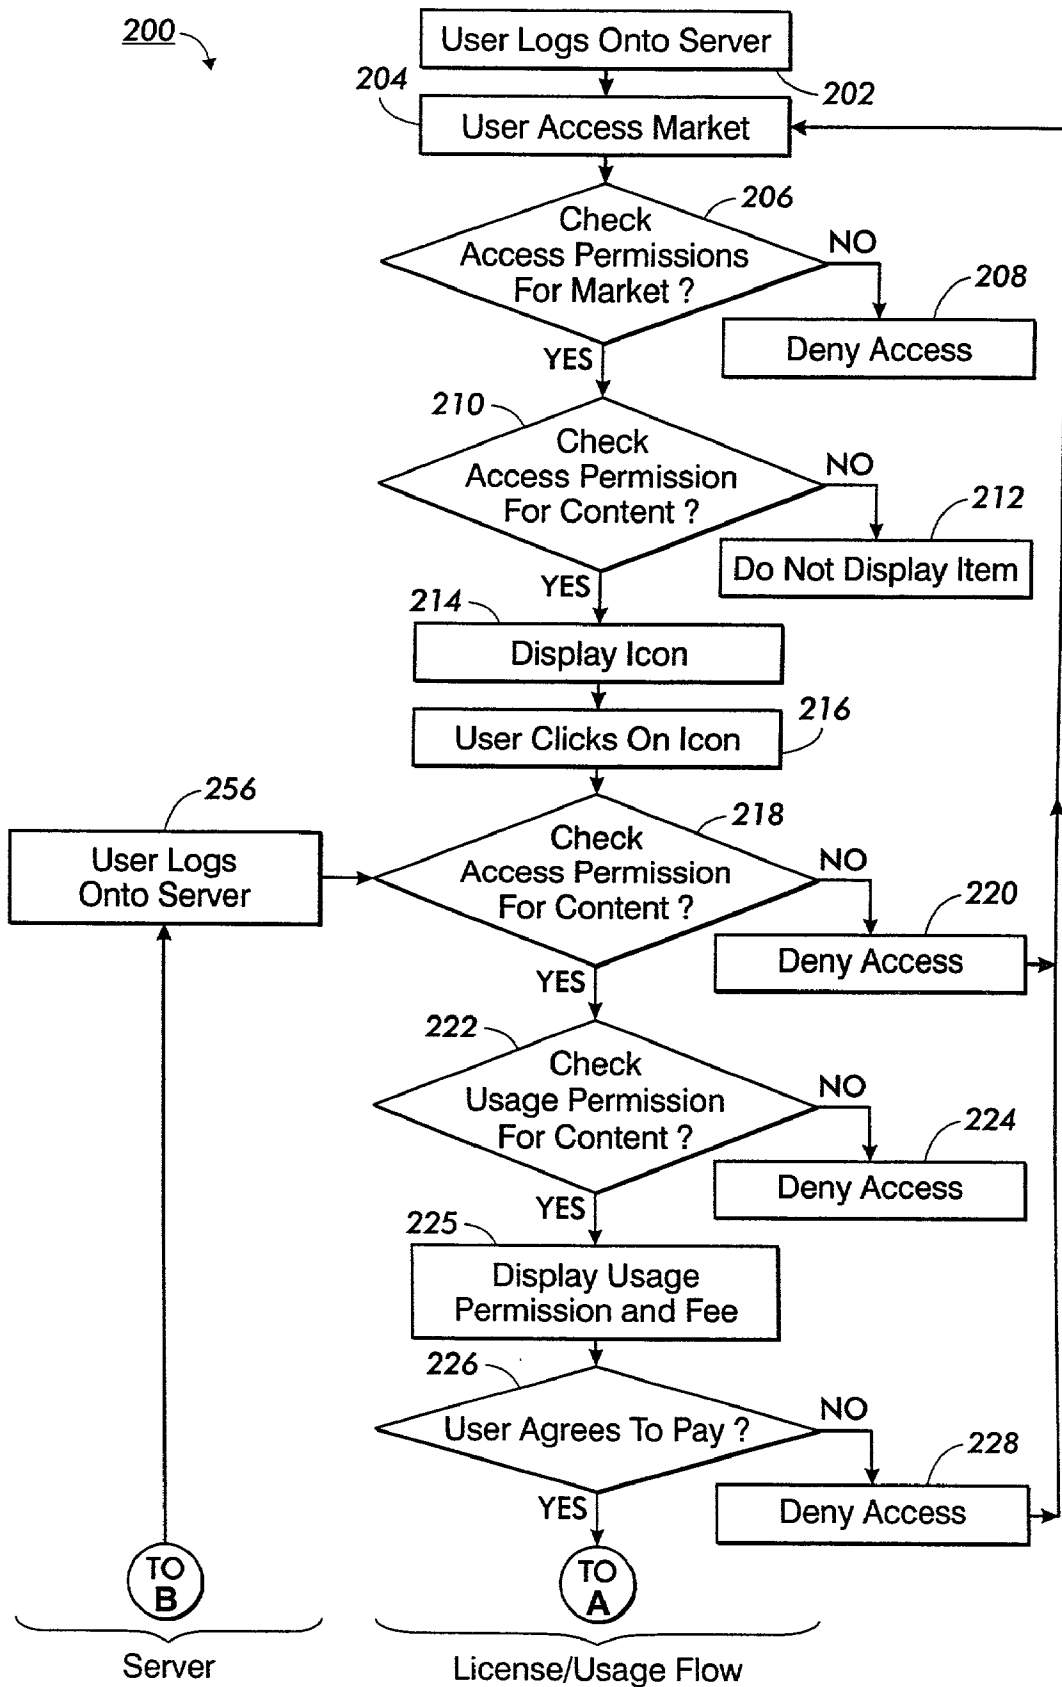 200
User Logs Onto Server
202
204
User Access Market
206
Check
Access Permissions
For Market ?
NO
208
Deny Access
YES
210
Check
Access Permission
For Content ?
NO
212
Do Not Display Item
YES
214
Display Icon
216
User Clicks On Icon
256
User Logs
Onto Server
218
Check
Access Permission
For Content ?
NO
220
Deny Access
YES
222
Check
Usage Permission
For Content ?
NO
224
Deny Access
YES
225
Display Usage
Permission and Fee
226
User Agrees To Pay ?
NO
228
Deny Access
YES
TO
B
TO
A
Server
License/Usage Flow